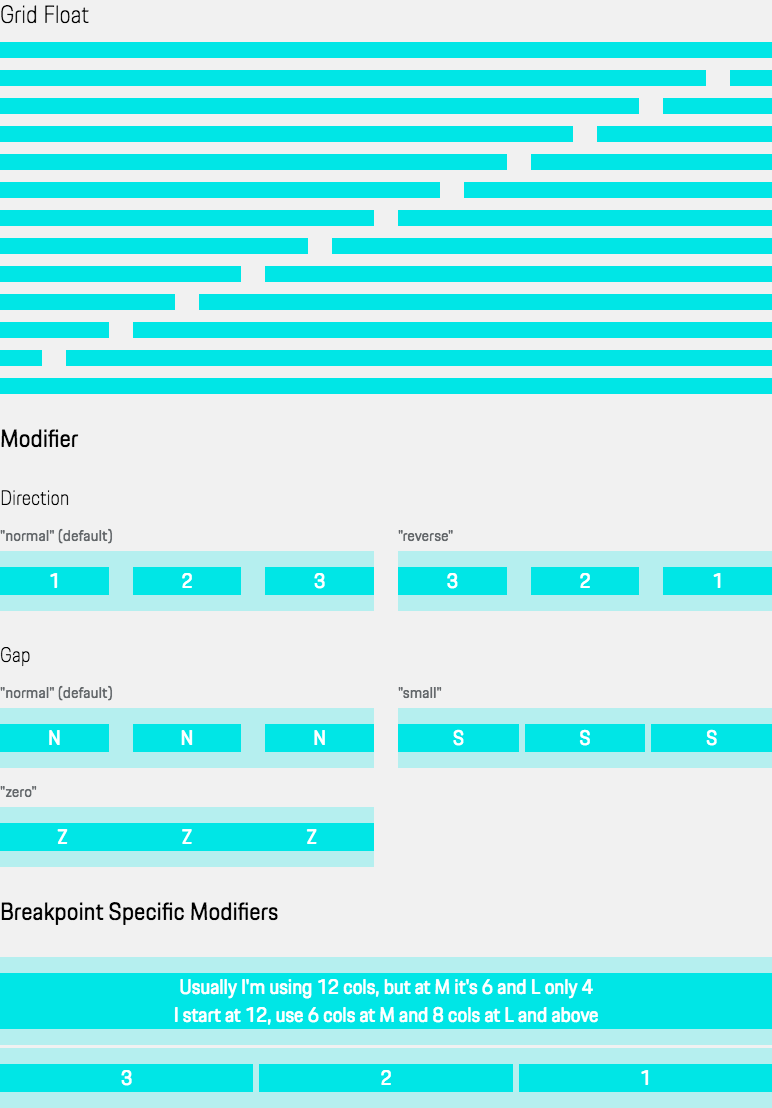 Grid Float
Modifier
Direction
"normal" (default)
"reverse"
1 2 3
3 2 1
Gap
"normal" (default)
"small"
N N N
S S S
"zero"
Z Z Z
Breakpoint Specific Modifiers
Usually I'm using 12 cols, but at M it's 6 and L only 4
I start at 12, use 6 cols at M and 8 cols at L and above
3 2 1